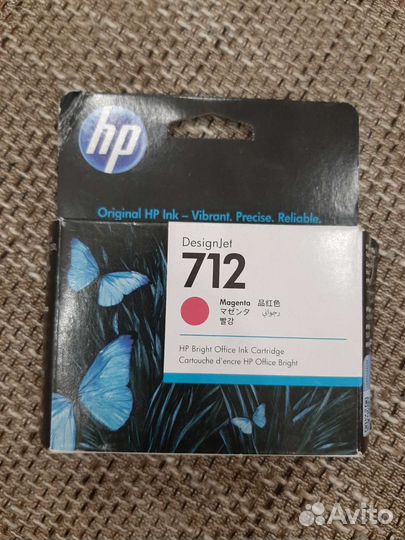 hp
Original HP Ink – Vibrant. Precise. Reliable.
DesignJet
712
Magenta 品红色
マゼンタ رجواني
빨강
HP Bright Office Ink Cartridge
Cartouche d'encre HP Office Bright
Avito